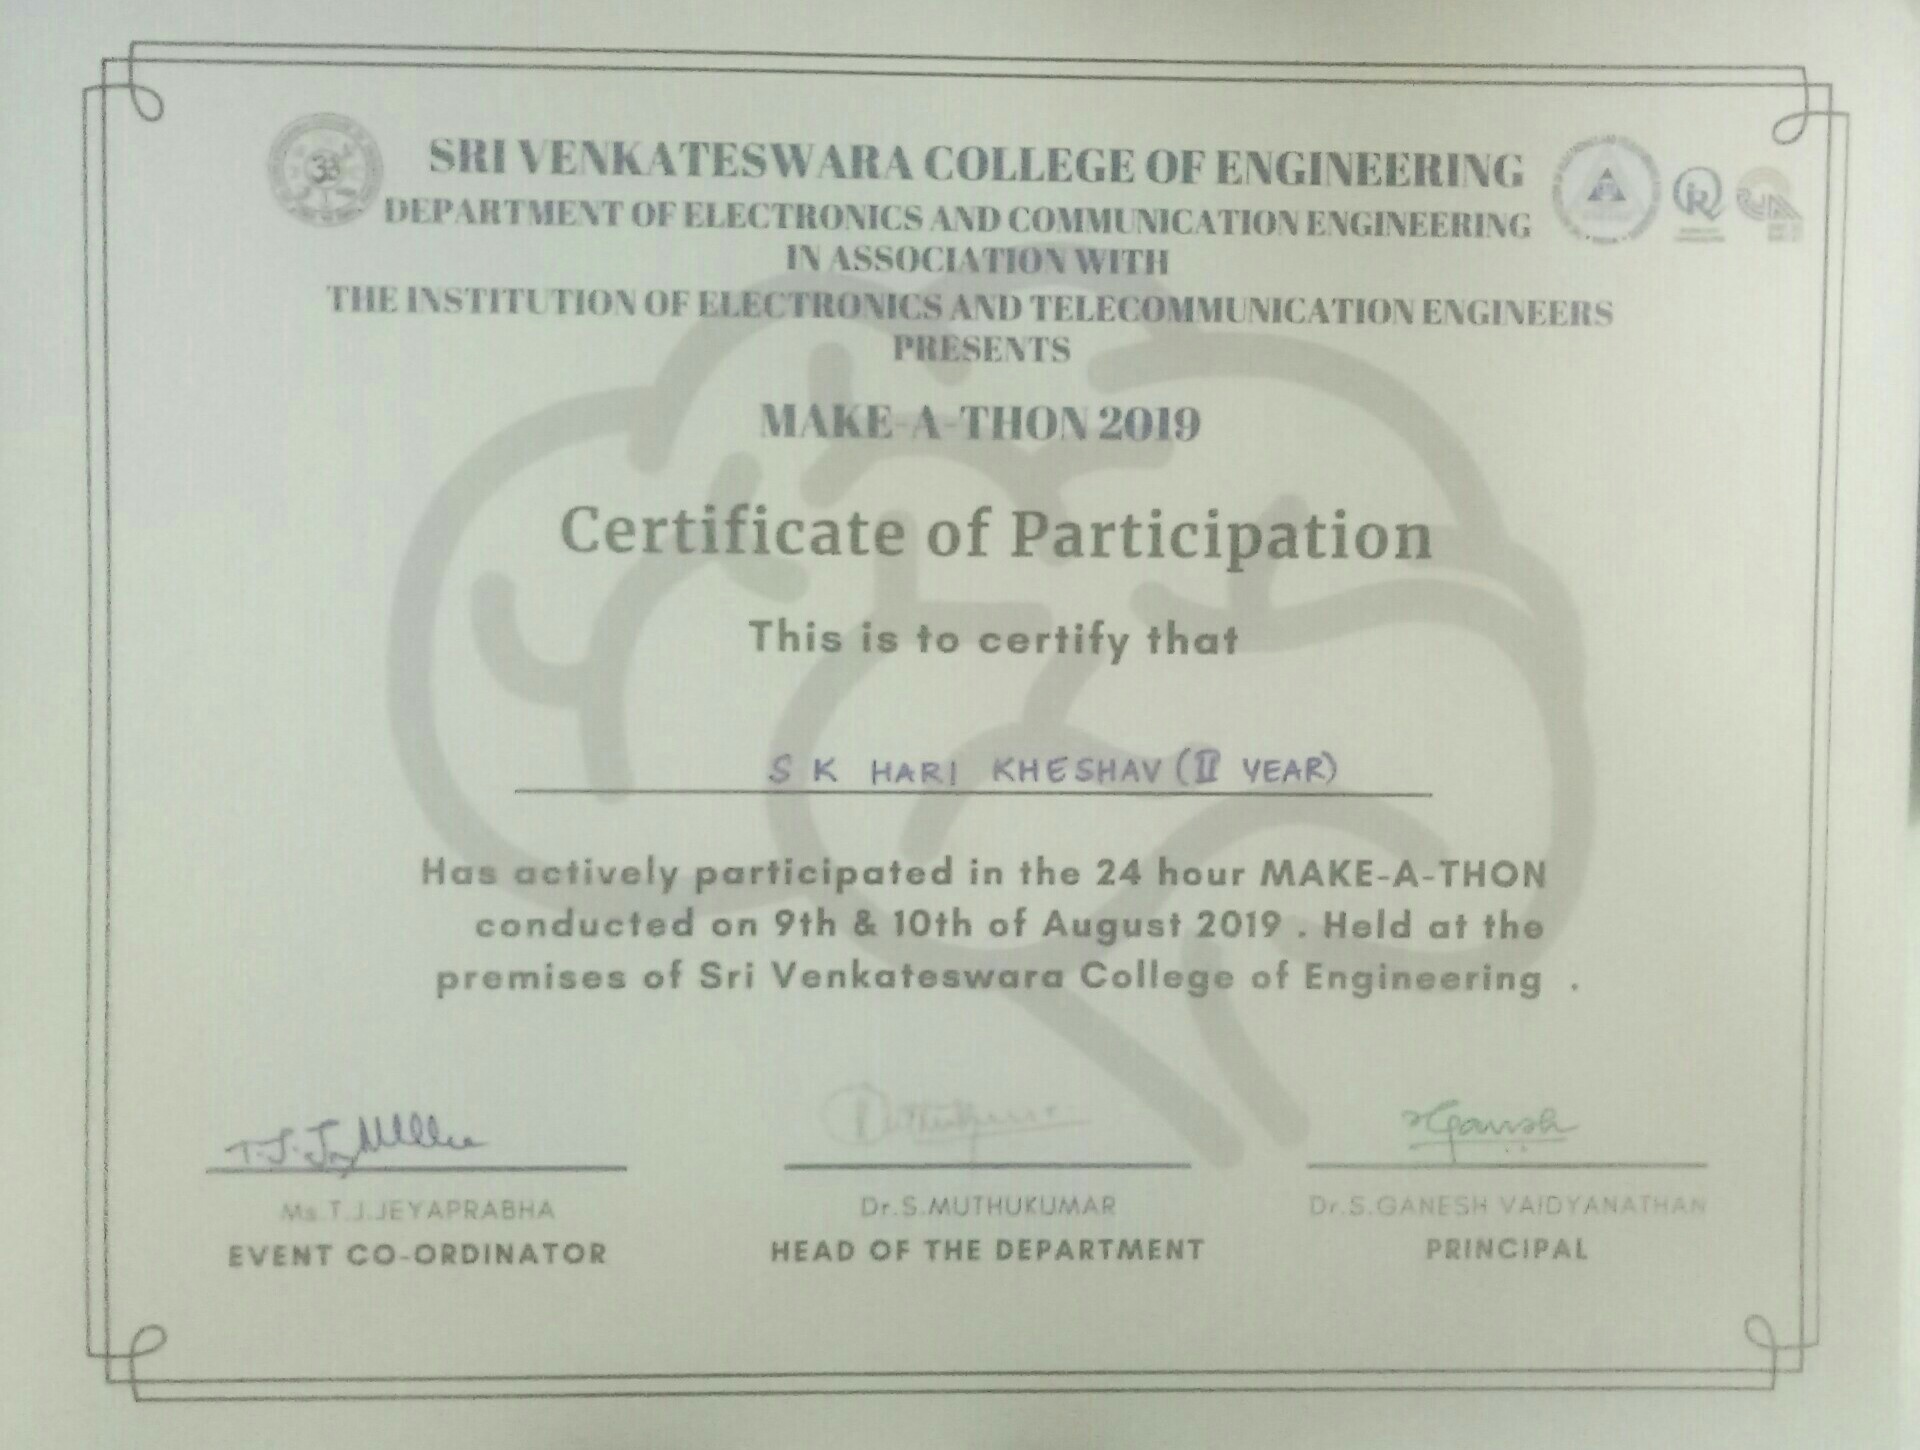 SRI VENKATESWARA COLLEGE OF ENGINEERING
DEPARTMENT OF ELECTRONICS AND COMMUNICATION ENGINEERING
IN ASSOCIATION WITH
THE INSTITUTION OF ELECTRONICS AND TELECOMMUNICATION ENGINEERS
PRESENTS
MAKE-A-THON 2019
Certificate of Participation
This is to certify that
S K HARI KHESHAV (II YEAR)
Has actively participated in the 24 hour MAKE-A-THON
conducted on 9th & 10th of August 2019 . Held at the
premises of Sri Venkateswara College of Engineering .
Ms.T.J.JEYAPRABHA
EVENT CO-ORDINATOR
Dr.S.MUTHUKUMAR
HEAD OF THE DEPARTMENT
Dr.S.GANESH VAIDYANATHAN
PRINCIPAL